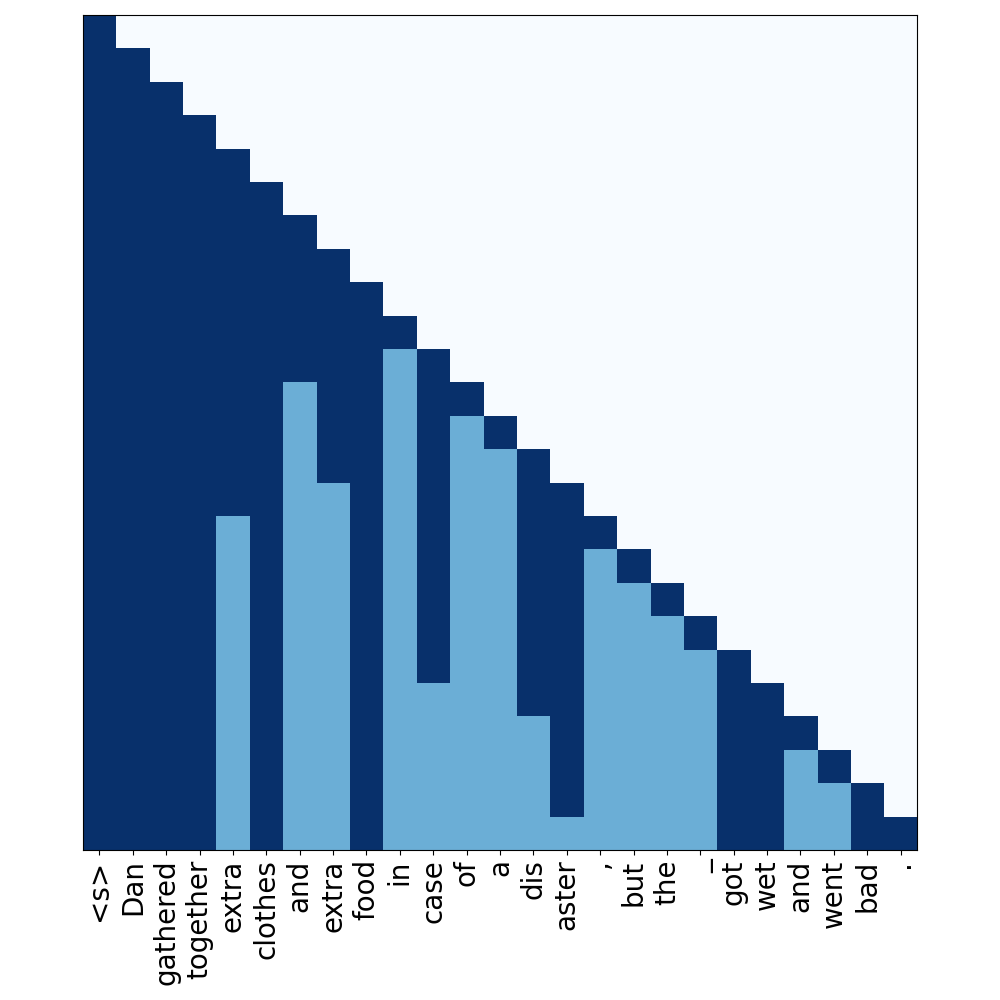 <s>
Dan
gathered
together
extra
clothes
and
extra
food
in
case
of
a
dis
aster
,
but
the
_
got
wet
and
went
bad
.